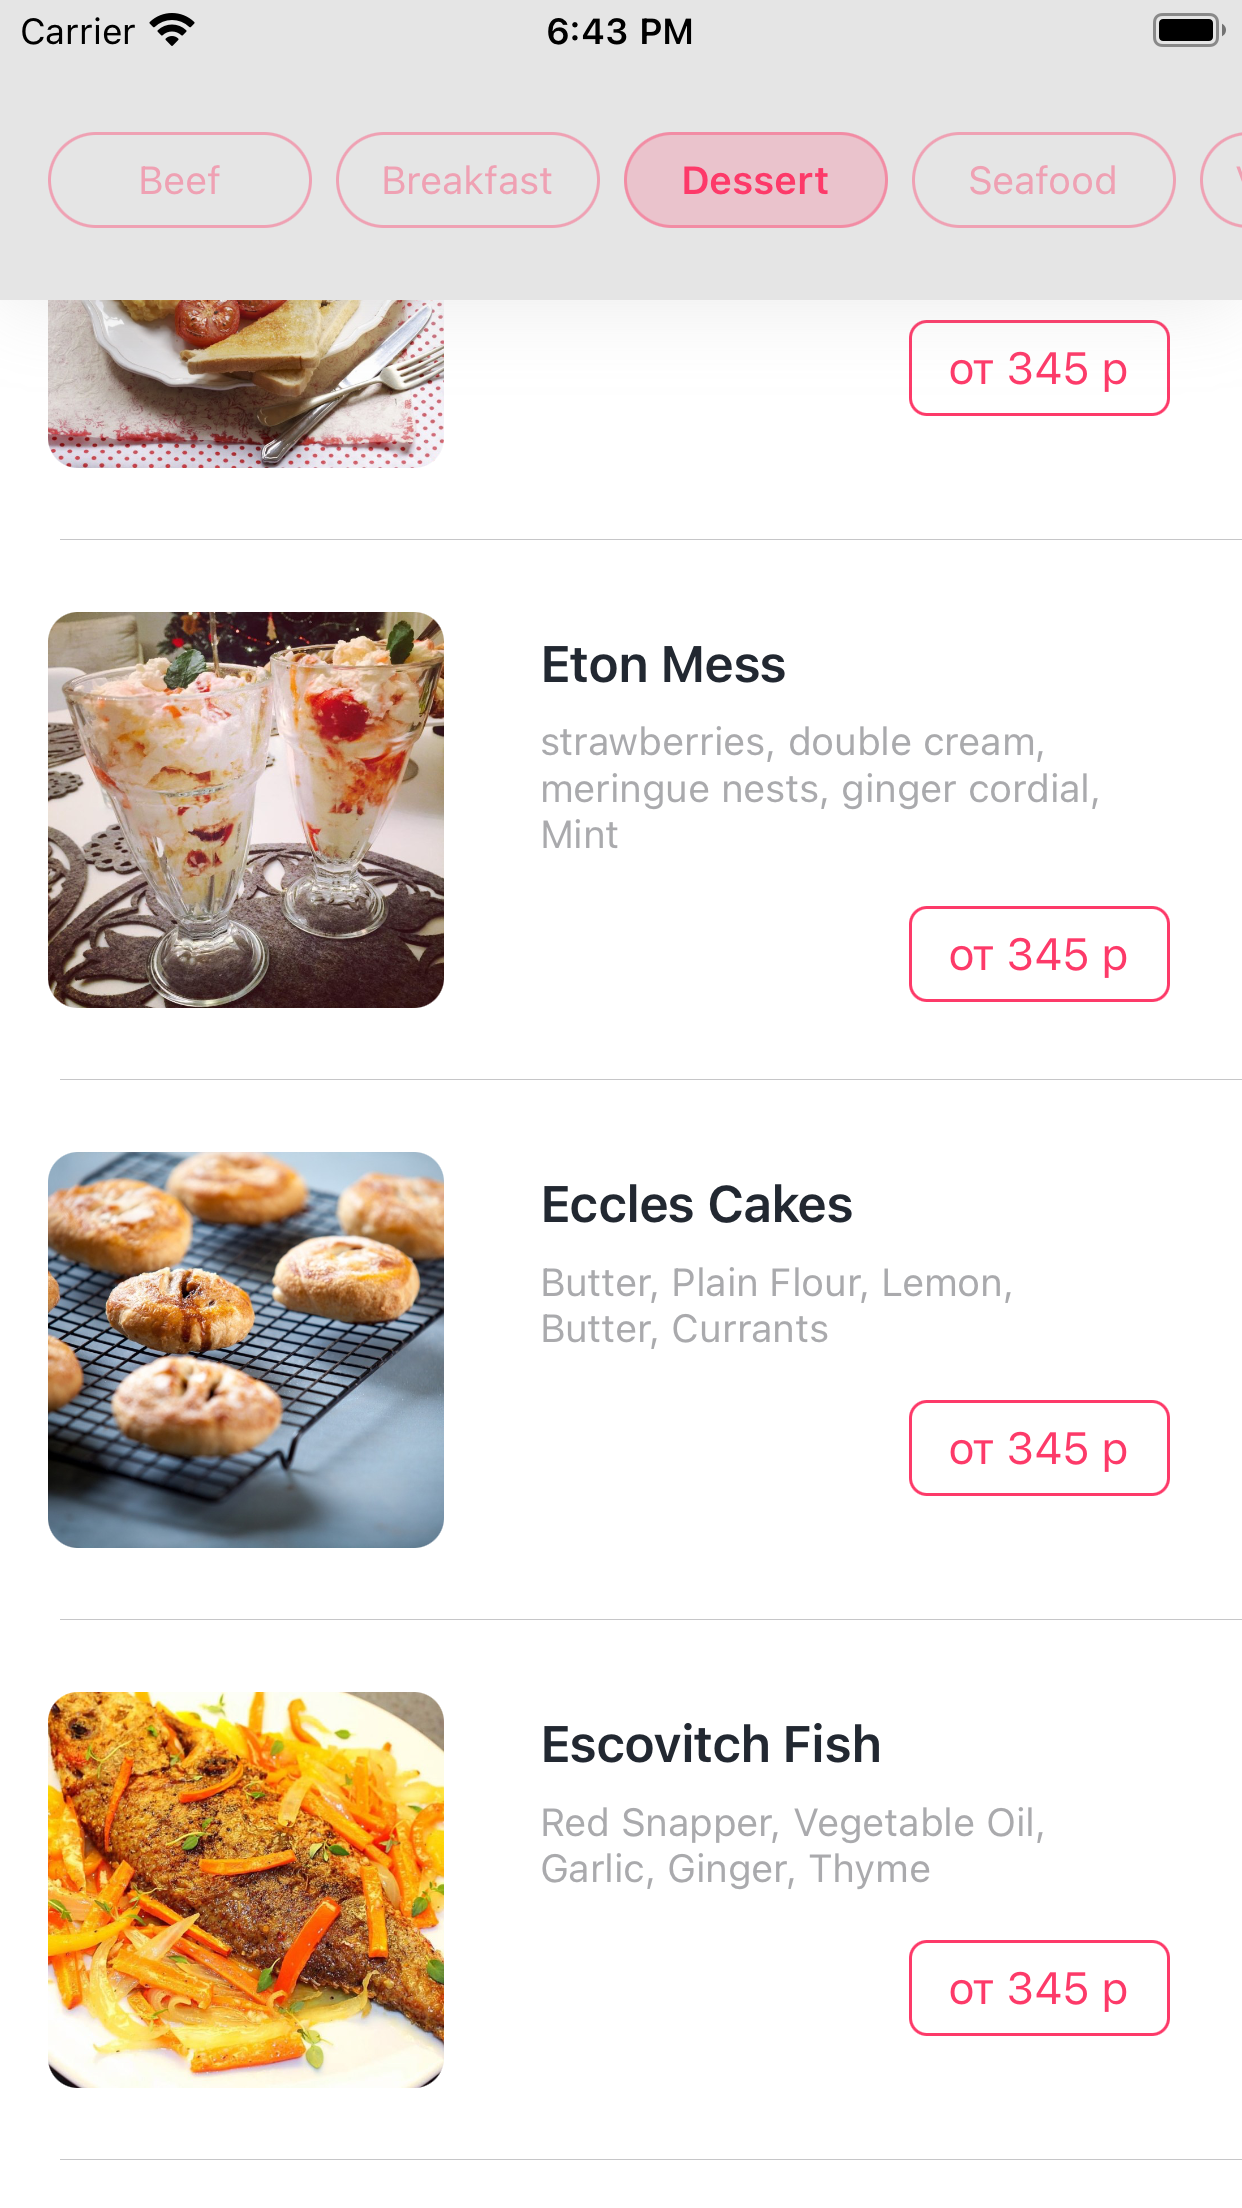 Carrier 6:43 PM
Beef Breakfast Dessert Seafood
от 345 р
Eton Mess
strawberries, double cream,
meringue nests, ginger cordial,
Mint
от 345 р
Eccles Cakes
Butter, Plain Flour, Lemon,
Butter, Currants
от 345 р
Escovitch Fish
Red Snapper, Vegetable Oil,
Garlic, Ginger, Thyme
от 345 р